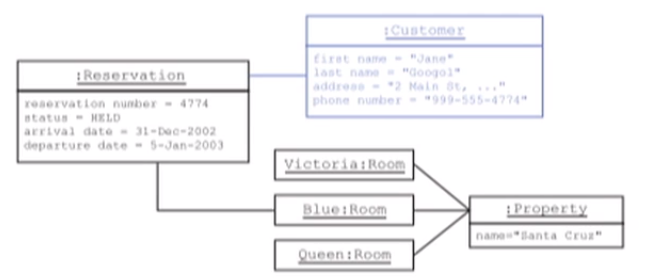 :Customer
first name = "Jane"
last name = "Googol"
address = "2 Main St, ..."
phone number = "999-555-4774"
:Reservation
reservation number = 4774
status = HELD
arrival date = 31-Dec-2002
departure date = 5-Jan-2003
Victoria:Room
Blue:Room
Queen:Room
:Property
name="Santa Cruz"